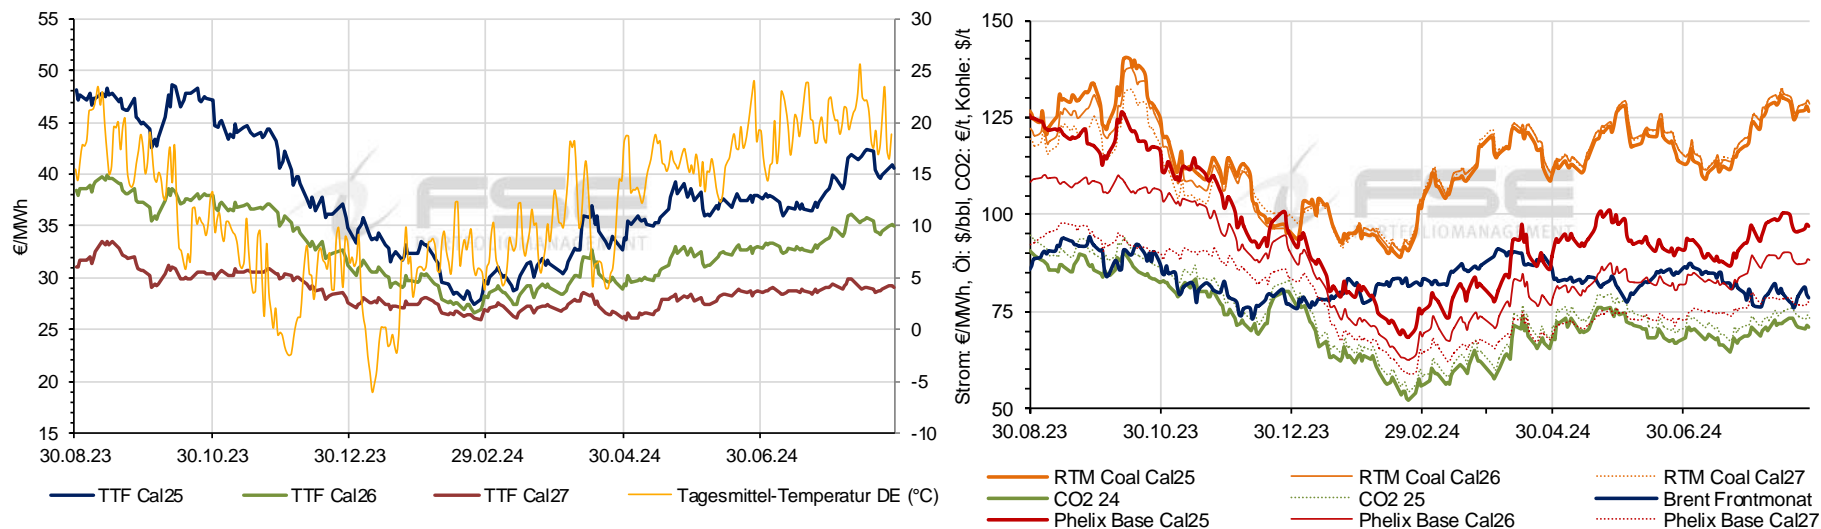 55
50
45
40
35
30
25
20
15
€/MWh
30
25
20
15
10
5
0
-5
-10
FSE
PORTFOLIOMANAGEMENT
30.08.23
30.10.23
30.12.23
29.02.24
30.04.24
30.06.24
TTF Cal25
TTF Cal26
TTF Cal27
Tagesmittel-Temperatur DE (°C)
Strom: €/MWh, Öl: $/bbl, CO2: €/t, Kohle: $/t
150
125
100
75
50
FSE
PORTFOLIOMANAGEMENT
30.08.23
30.10.23
30.12.23
29.02.24
30.04.24
30.06.24
RTM Coal Cal25
RTM Coal Cal26
RTM Coal Cal27
CO2 24
CO2 25
Brent Frontmonat
Phelix Base Cal25
Phelix Base Cal26
Phelix Base Cal27